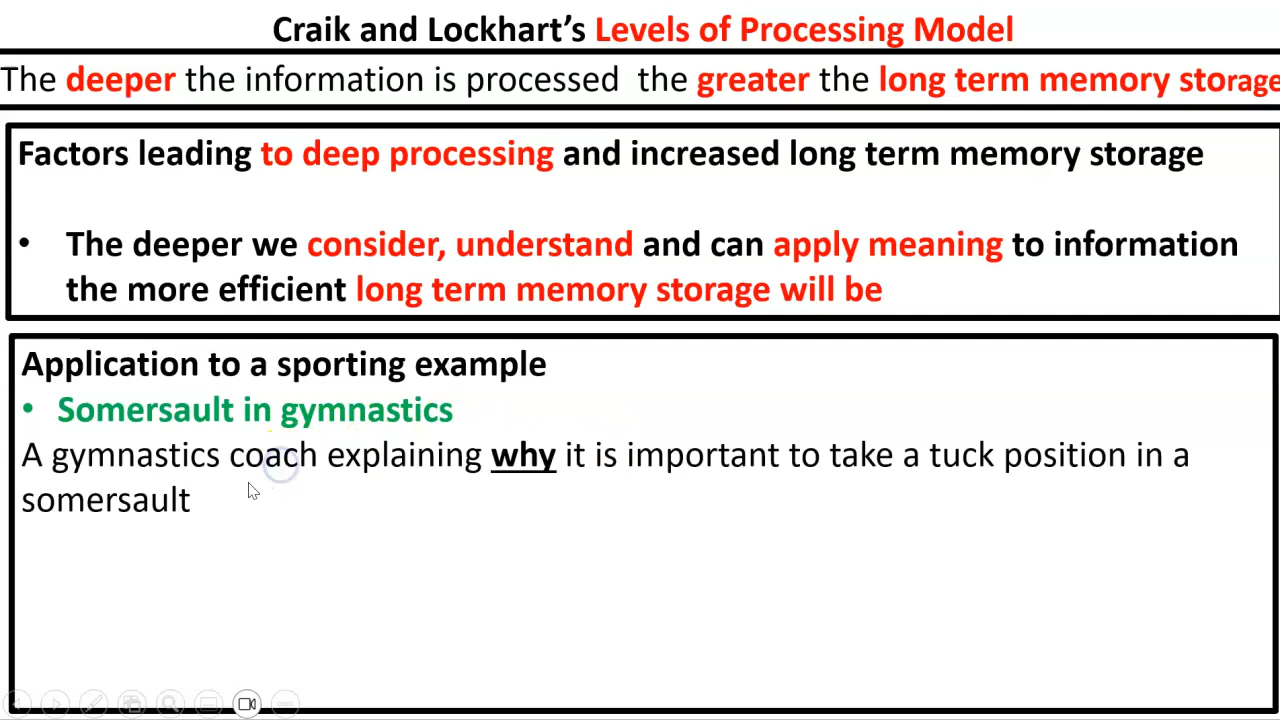 Craik and Lockhart's Levels of Processing Model
The deeper the information is processed the greater the long term memory storage
Factors leading to deep processing and increased long term memory storage
• The deeper we consider, understand and can apply meaning to information
the more efficient long term memory storage will be
Application to a sporting example
• Somersault in gymnastics
A gymnastics coach explaining why it is important to take a tuck position in a
somersault